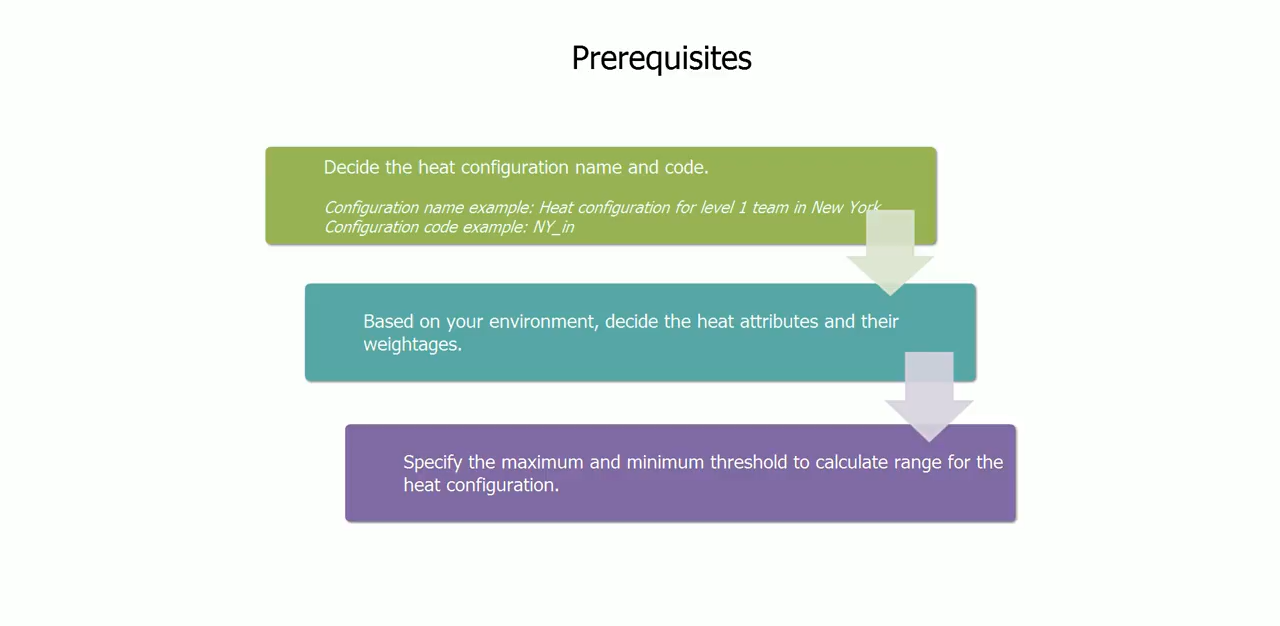 Prerequisites
Decide the heat configuration name and code.
Configuration name example: Heat configuration for level 1 team in New York
Configuration code example: NY_in
Based on your environment, decide the heat attributes and their
weightages.
Specify the maximum and minimum threshold to calculate range for the
heat configuration.